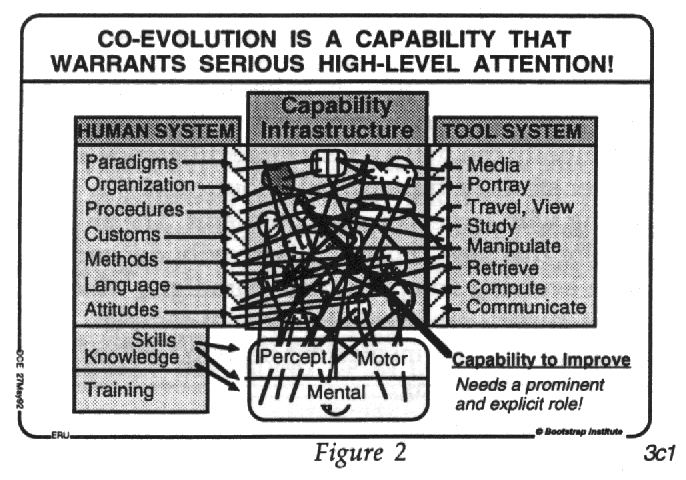 CO-EVOLUTION IS A CAPABILITY THAT
WARRANTS SERIOUS HIGH-LEVEL ATTENTION!
HUMAN SYSTEM
Capability
Infrastructure
TOOL SYSTEM
Paradigms
Organization
Procedures
Customs
Methods
Language
Attitudes
Media
Portray
Travel, View
Study
Manipulate
Retrieve
Compute
Communicate
Skills
Knowledge
Training
Percept.
Motor
Mental
Capability to Improve
Needs a prominent
and explicit role!
DCE 27May92
ERU
© Bootstrap Institute
Figure 2
3c1